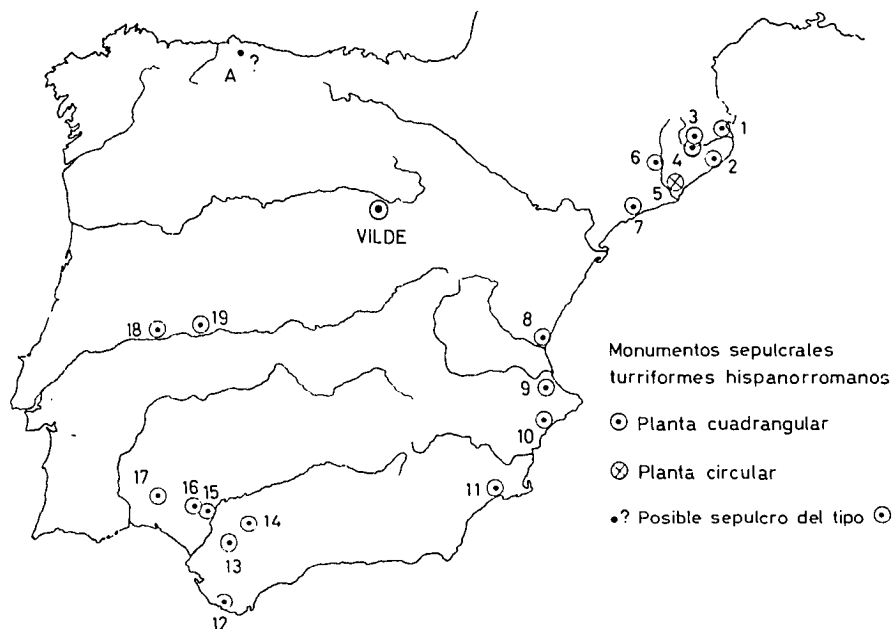 A ?
3
1
4
6
2
5
7
VILDE
18
19
8
9
10
11
17
16
15
14
13
12
Monumentos sepulcrales
turriformes hispanorromanos
Planta cuadrangular
Planta circular
? Posible sepulcro del tipo